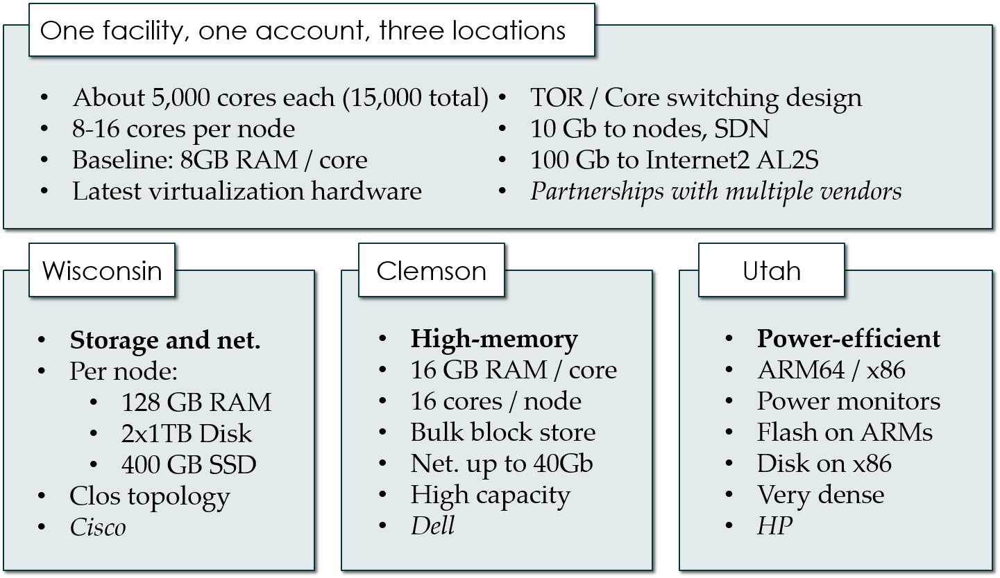 One facility, one account, three locations
• About 5,000 cores each (15,000 total)
• 8-16 cores per node
• Baseline: 8GB RAM / core
• Latest virtualization hardware
• TOR / Core switching design
• 10 Gb to nodes, SDN
• 100 Gb to Internet2 AL2S
• Partnerships with multiple vendors
Wisconsin
• Storage and net.
• Per node:
• 128 GB RAM
• 2x1TB Disk
• 400 GB SSD
• Clos topology
• Cisco
Clemson
• High-memory
• 16 GB RAM / core
• 16 cores / node
• Bulk block store
• Net. up to 40Gb
• High capacity
• Dell
Utah
• Power-efficient
• ARM64 / x86
• Power monitors
• Flash on ARMs
• Disk on x86
• Very dense
• HP